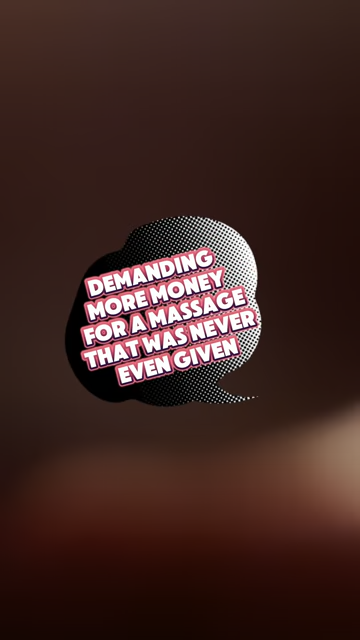 DEMANDING
MORE MONEY
FOR A MASSAGE
THAT WAS NEVER
EVEN GIVEN